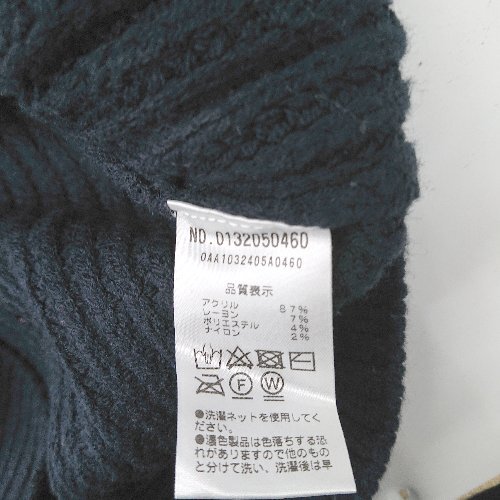 NO.0132050460
OAA1032405A0460
品質表示
アクリル 87%
レーヨン 7%
ポリエステル 4%
ナイロン 2%
F W
●洗濯ネットを使用してくだ
さい。
●濃色製品は色落ちする恐
れがありますので他のもの
と分けて洗い、洗濯後は早